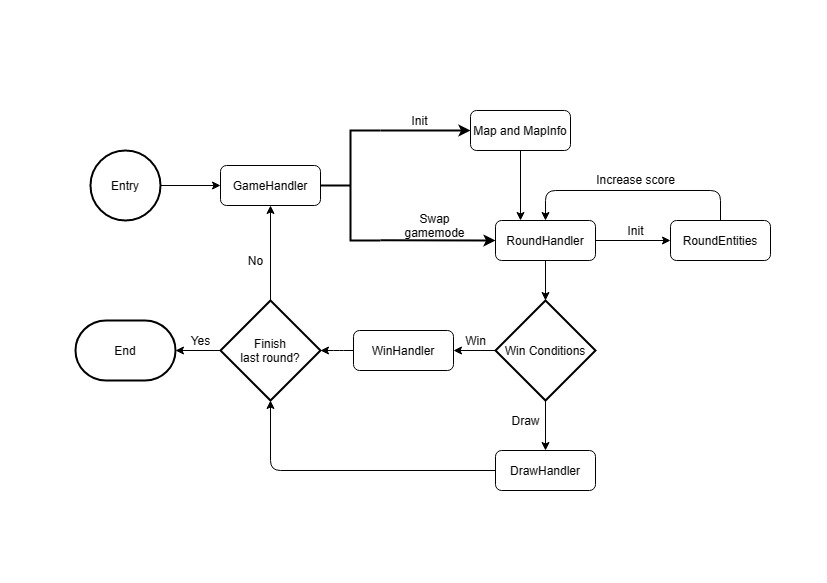 Init
Map and MapInfo
Increase score
Entry
GameHandler
Swap
gamemode
RoundHandler
Init
RoundEntities
No
End
Yes
Finish
last round?
WinHandler
Win
Win Conditions
Draw
DrawHandler